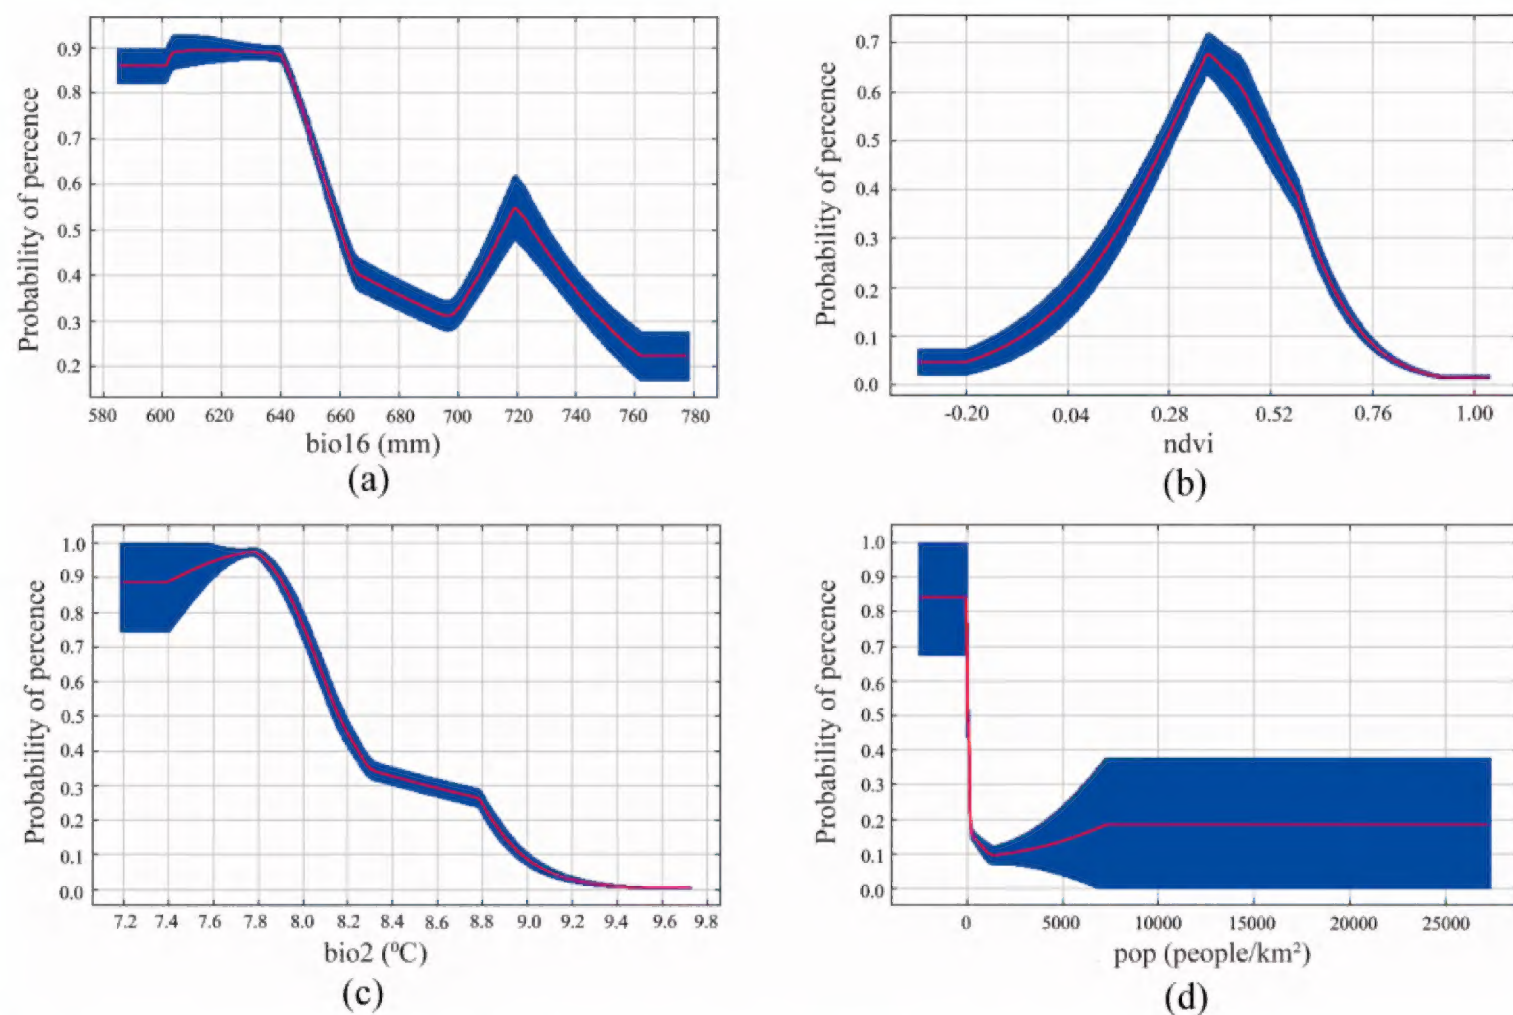 Probability of percence
0.9
0.8
0.7
0.6
0.5
0.4
0.3
0.2
580 600 620 640 660 680 700 720 740 760 780
bio16 (mm)
(a)
Probability of percence
0.7
0.6
0.5
0.4
0.3
0.2
0.1
0.0
-0.20 0.04 0.28 0.52 0.76 1.00
ndvi
(b)
Probability of percence
1.0
0.9
0.8
0.7
0.6
0.5
0.4
0.3
0.2
0.1
0.0
7.2 7.4 7.6 7.8 8.0 8.2 8.4 8.6 8.8 9.0 9.2 9.4 9.6 9.8
bio2 (⁰C)
(c)
Probability of percence
1.0
0.9
0.8
0.7
0.6
0.5
0.4
0.3
0.2
0.1
0.0
0 5000 10000 15000 20000 25000
pop (people/km²)
(d)